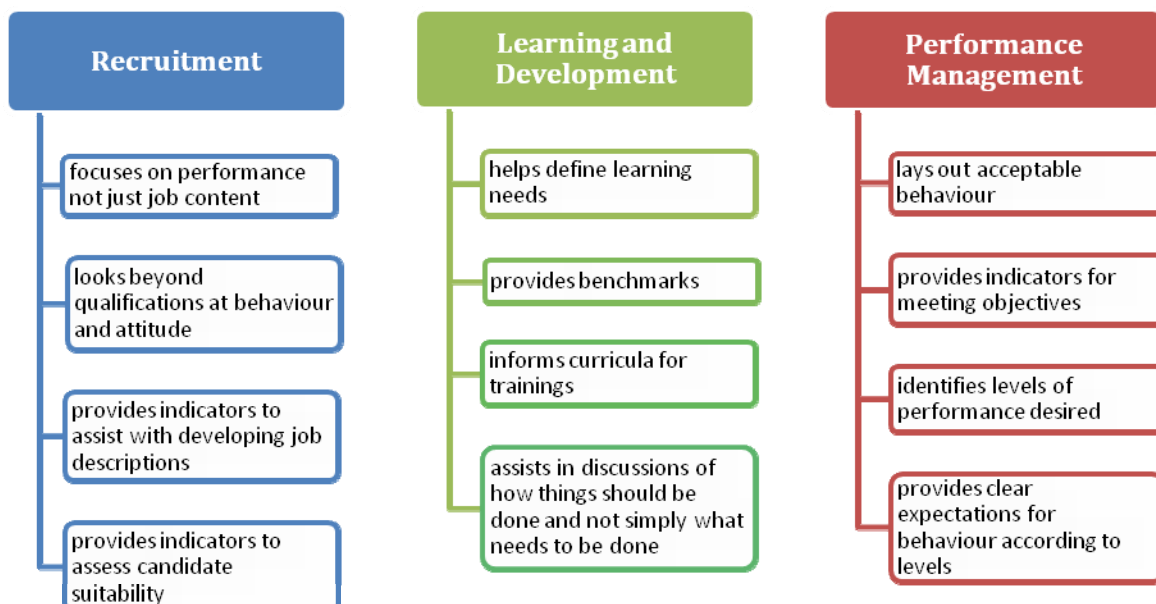 Recruitment
focuses on performance
not just job content
looks beyond
qualifications at behaviour
and attitude
provides indicators to
assist with developing job
descriptions
provides indicators to
assess candidate
suitability
Learning and
Development
helps define learning
needs
provides benchmarks
informs curricula for
trainings
assists in discussions of
how things should be
done and not simply what
needs to be done
Performance
Management
lays out acceptable
behaviour
provides indicators for
meeting objectives
identifies levels of
performance desired
provides clear
expectations for
behaviour according to
levels